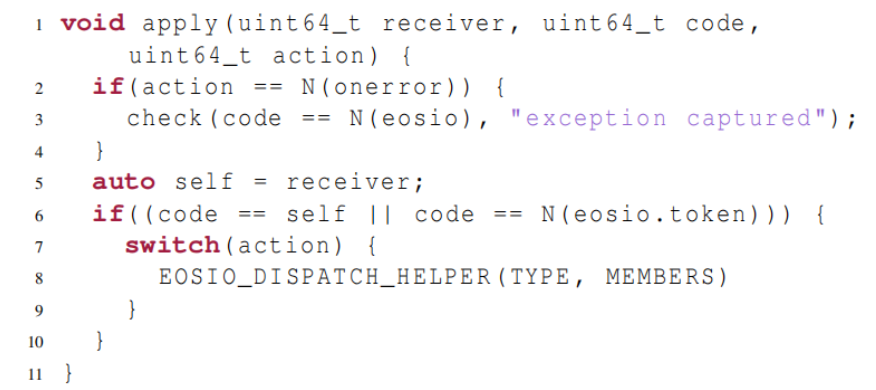 1 void apply(uint64_t receiver, uint64_t code,
uint64_t action) {
2 if(action == N(onerror)) {
3 check(code == N(eosio), "exception captured");
4 }
5 auto self = receiver;
6 if((code == self || code == N(eosio.token))) {
7 switch(action) {
8 EOSIO_DISPATCH_HELPER(TYPE, MEMBERS)
9 }
10 }
11 }